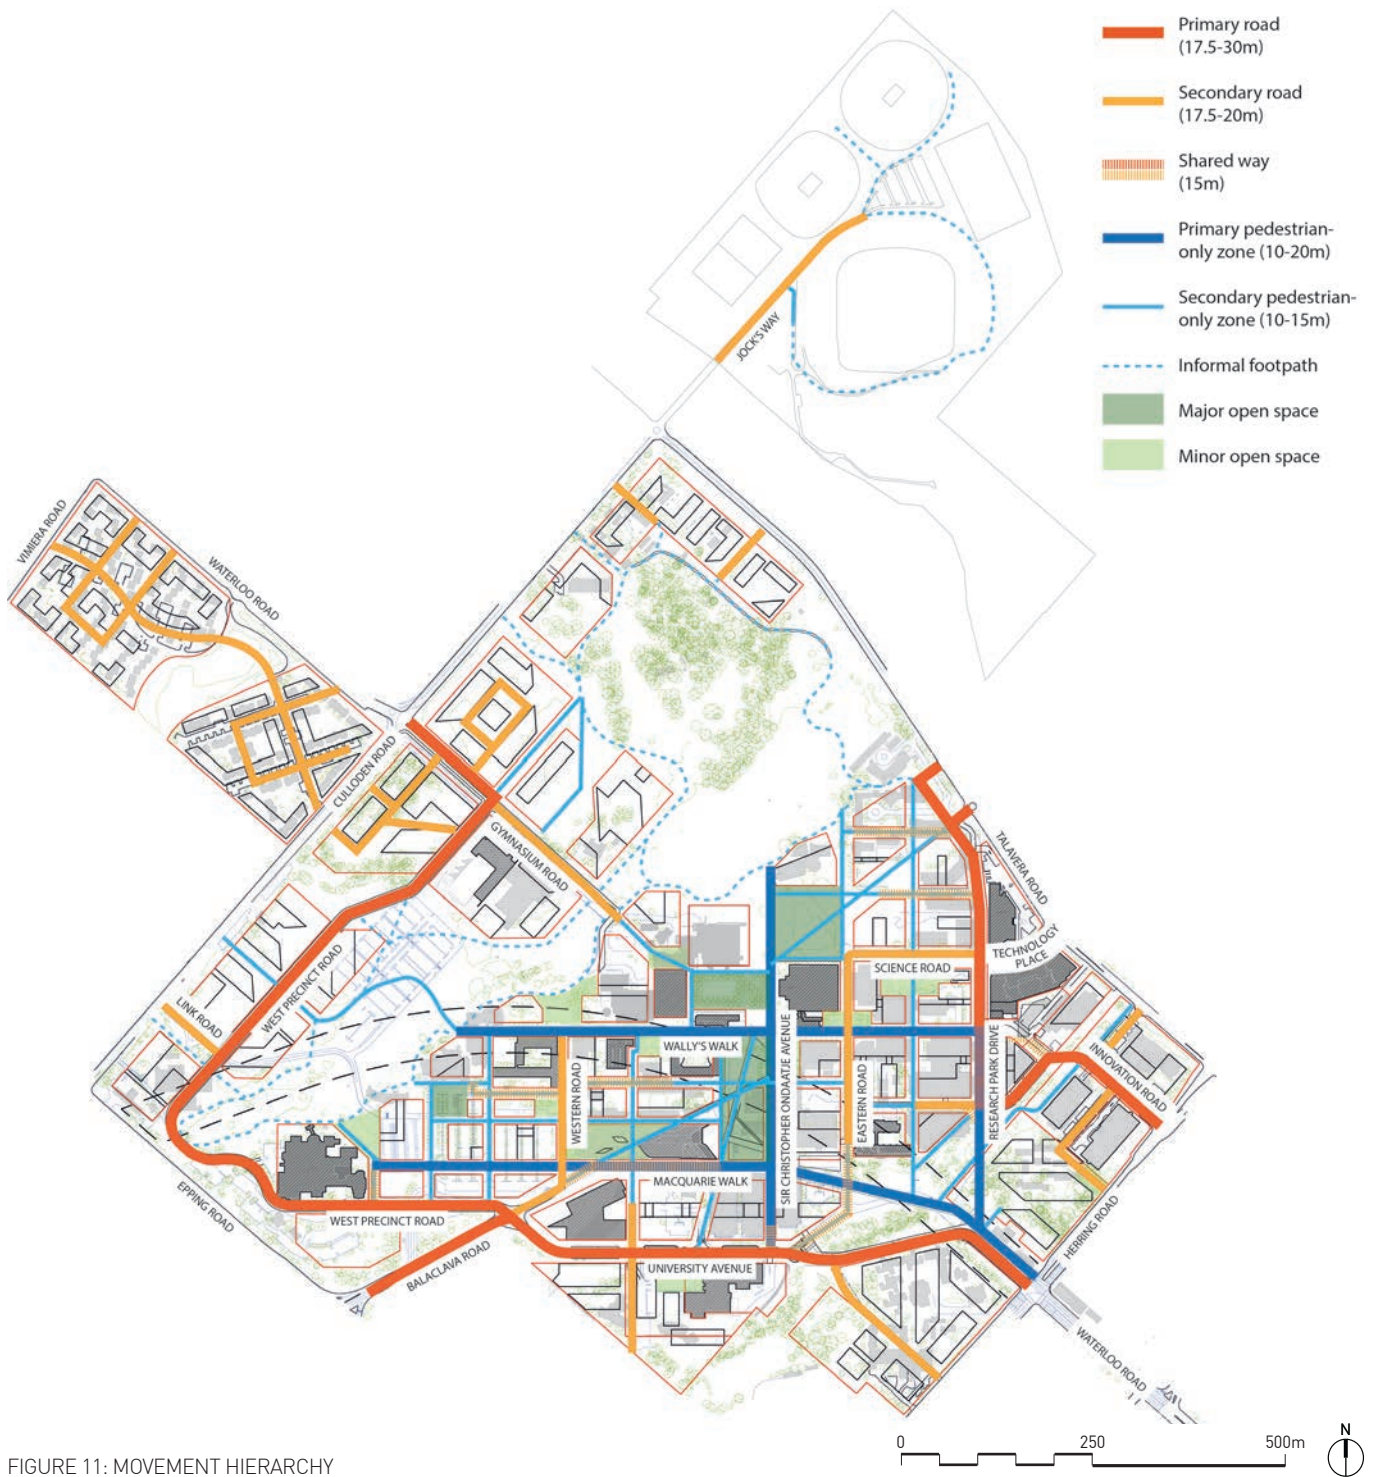 Primary road
(17.5-30m)
Secondary road
(17.5-20m)
Shared way
(15m)
Primary pedestrian-
only zone (10-20m)
Secondary pedestrian-
only zone (10-15m)
Informal footpath
Major open space
Minor open space
JOCK'S WAY
VIMIERA ROAD
WATERLOO ROAD
CULLODEN ROAD
GYMNASIUM ROAD
TALAVERA ROAD
TECHNOLOGY
PLACE
SCIENCE ROAD
WEST PRECINCT ROAD
LINK ROAD
WALLY'S WALK
SIR CHRISTOPHER ONDAATJE AVENUE
RESEARCH PARK DRIVE
INNOVATION ROAD
WESTERN ROAD
EASTERN ROAD
MACQUARIE WALK
EPPING ROAD
WEST PRECINCT ROAD
BALACLAVA ROAD
UNIVERSITY AVENUE
HERRING ROAD
WATERLOO ROAD
0 250 500m
N
FIGURE 11: MOVEMENT HIERARCHY